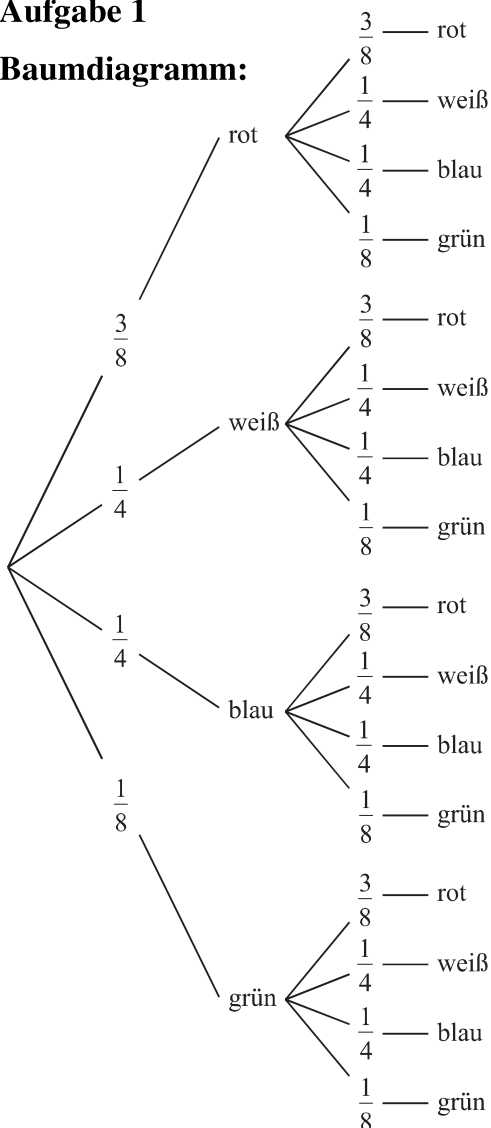 Aufgabe 1
Baumdiagramm:
3/8 rot
1/4 weiß
1/4 blau
1/8 grün
rot
3/8
3/8 rot
1/4 weiß
1/4 blau
1/8 grün
weiß
1/4
3/8 rot
1/4 weiß
1/4 blau
1/8 grün
blau
1/4
3/8 rot
1/4 weiß
1/4 blau
1/8 grün
grün
1/8